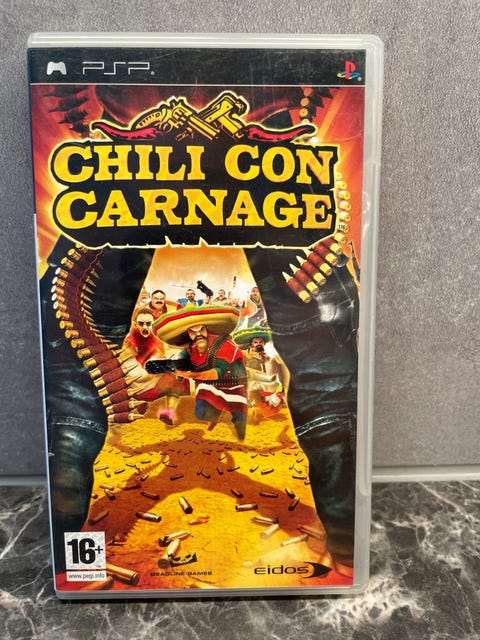 PSP
CHILI CON
CARNAGE
16+
www.pegi.info
DEADLINE GAMES
eidos